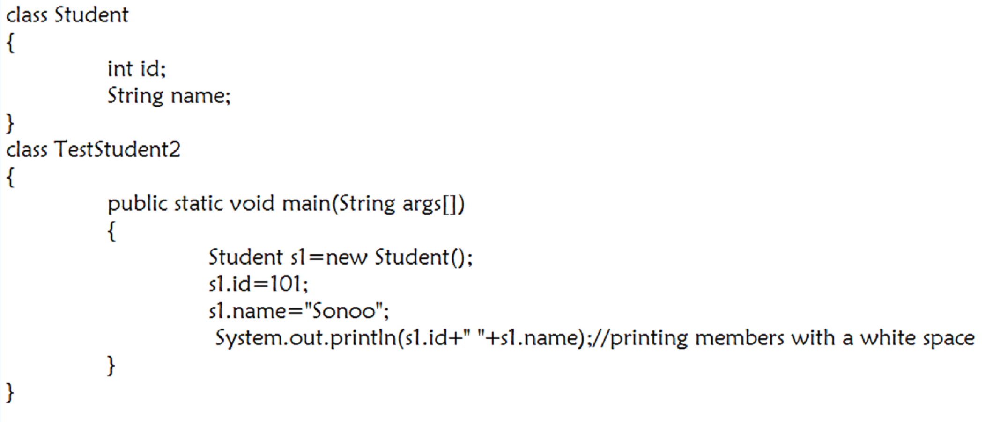 class Student
{
int id;
String name;
}
class TestStudent2
{
public static void main(String args[])
{
Student s1=new Student();
s1.id=101;
s1.name="Sonoo";
System.out.println(s1.id+" "+s1.name);//printing members with a white space
}
}